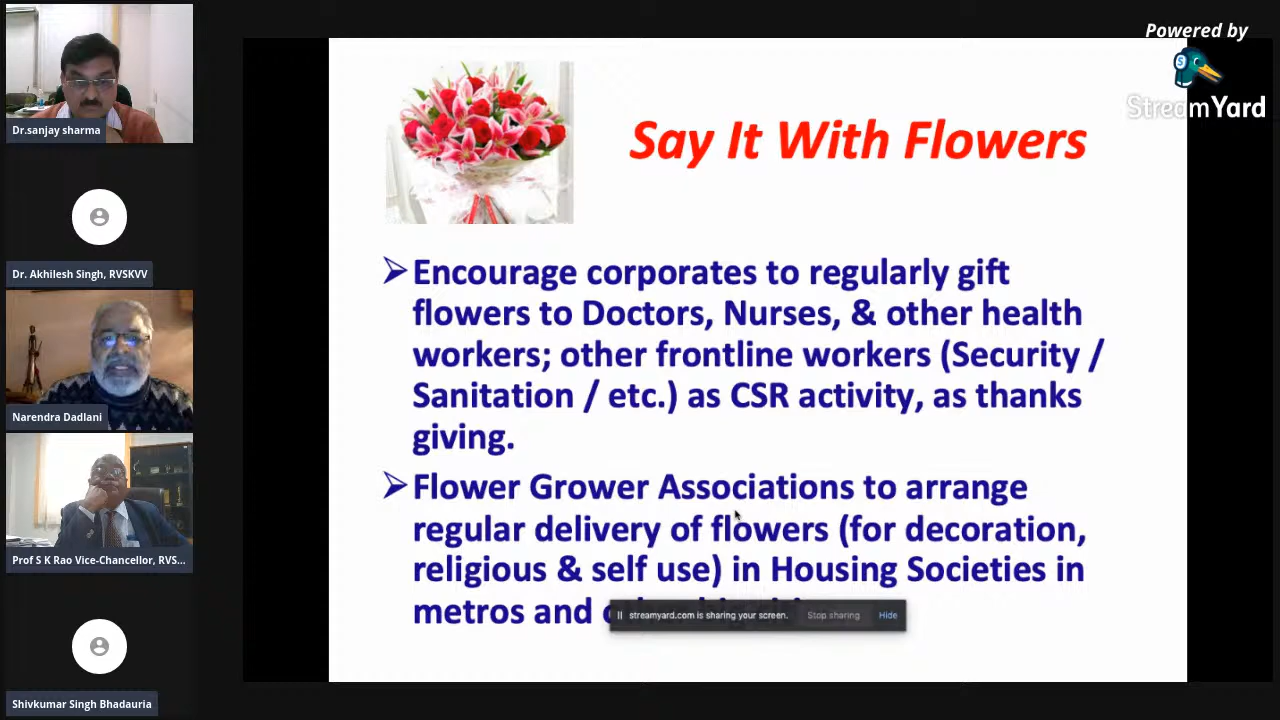 Powered by
StreamYard
Dr.sanjay sharma
Dr. Akhilesh Singh, RVSKVV
Narendra Dadlani
Prof S K Rao Vice-Chancellor, RVS...
Shivkumar Singh Bhadauria
Say It With Flowers
Encourage corporates to regularly gift
flowers to Doctors, Nurses, & other health
workers; other frontline workers (Security /
Sanitation / etc.) as CSR activity, as thanks
giving.
Flower Grower Associations to arrange
regular delivery of flowers (for decoration,
religious & self use) in Housing Societies in
metros and
streamyard.com is sharing your screen.
Stop sharing
Hide